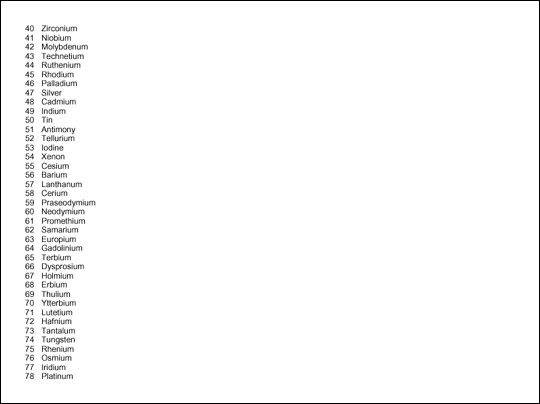 40 Zirconium
41 Niobium
42 Molybdenum
43 Technetium
44 Ruthenium
45 Rhodium
46 Palladium
47 Silver
48 Cadmium
49 Indium
50 Tin
51 Antimony
52 Tellurium
53 Iodine
54 Xenon
55 Cesium
56 Barium
57 Lanthanum
58 Cerium
59 Praseodymium
60 Neodymium
61 Promethium
62 Samarium
63 Europium
64 Gadolinium
65 Terbium
66 Dysprosium
67 Holmium
68 Erbium
69 Thulium
70 Ytterbium
71 Lutetium
72 Hafnium
73 Tantalum
74 Tungsten
75 Rhenium
76 Osmium
77 Iridium
78 Platinum